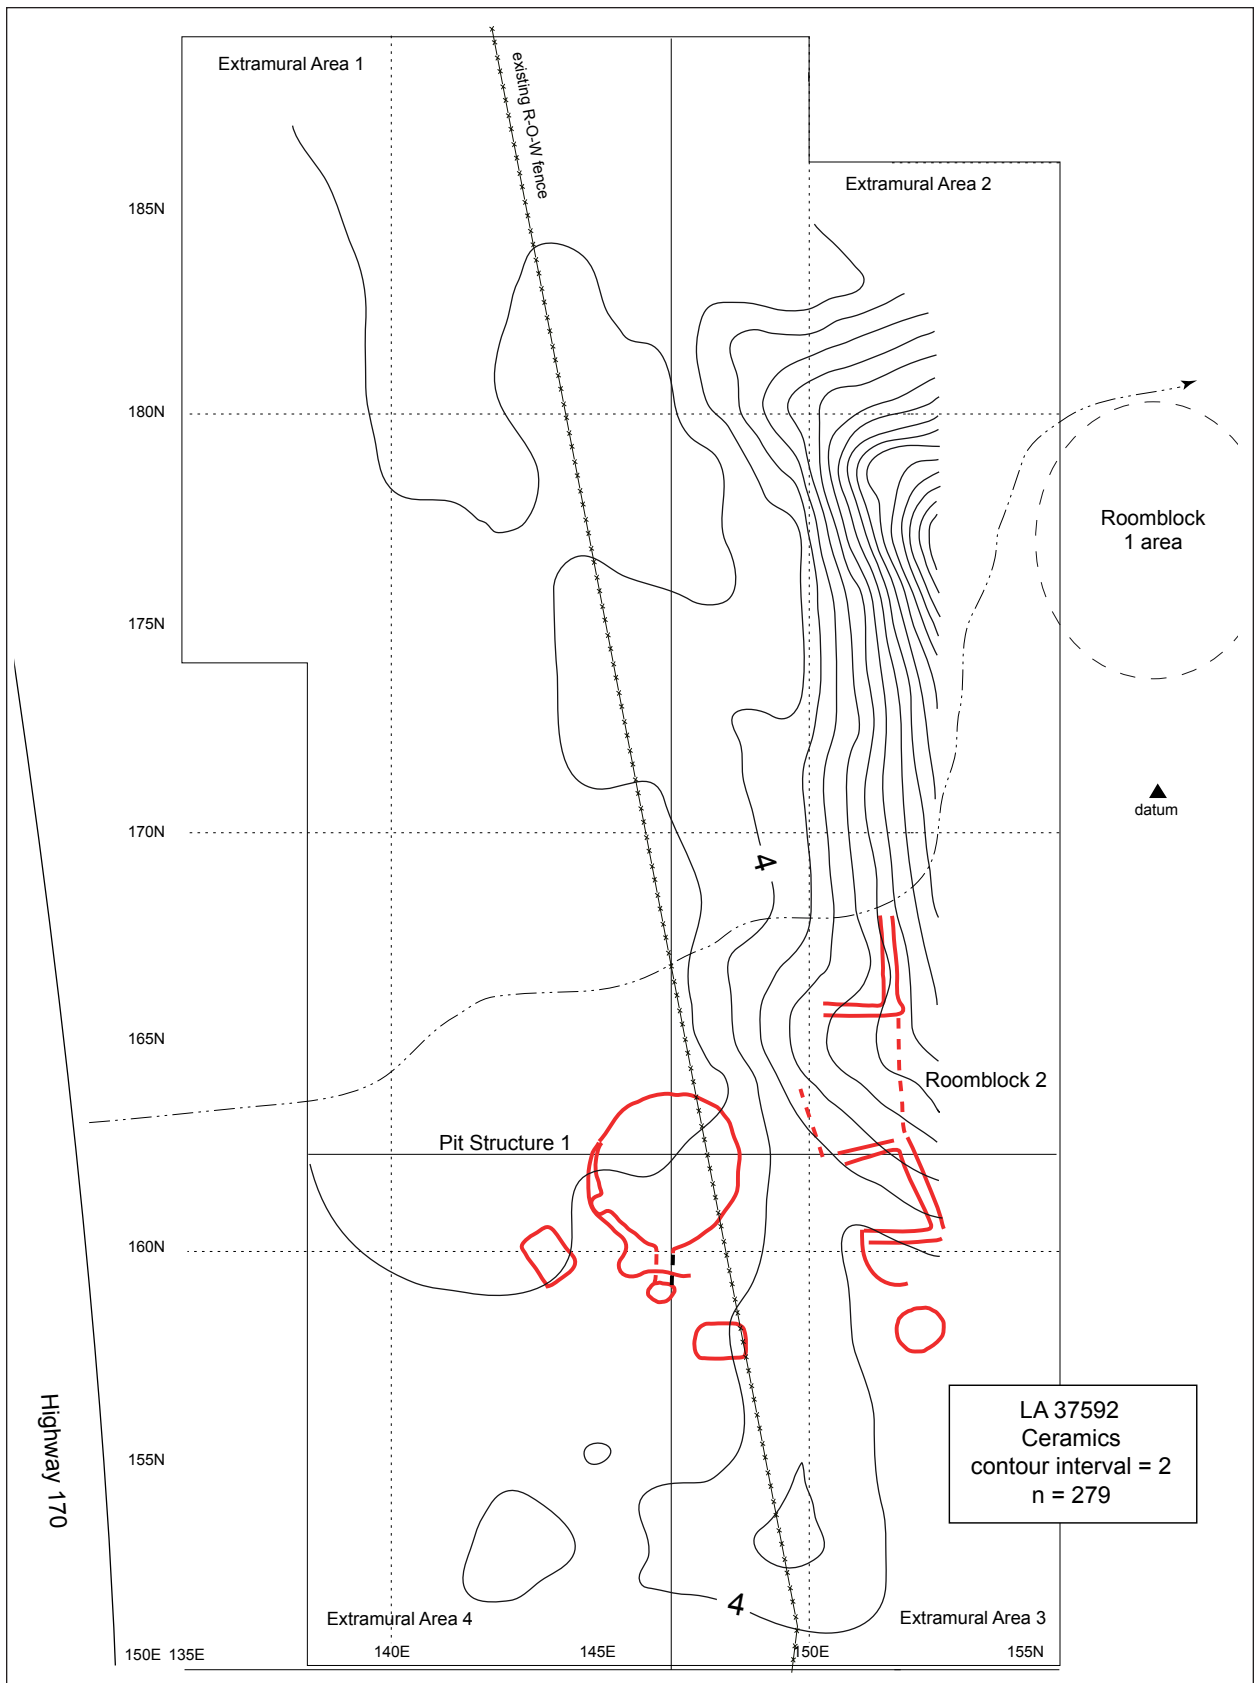 Extramural Area 1
existing R-O-W fence
Extramural Area 2
185N
180N
Roomblock
1 area
175N
datum
170N
4
165N
Roomblock 2
Pit Structure 1
160N
Highway 170
155N
LA 37592
Ceramics
contour interval = 2
n = 279
4
Extramural Area 4
Extramural Area 3
150E 135E 140E 145E 150E 155N